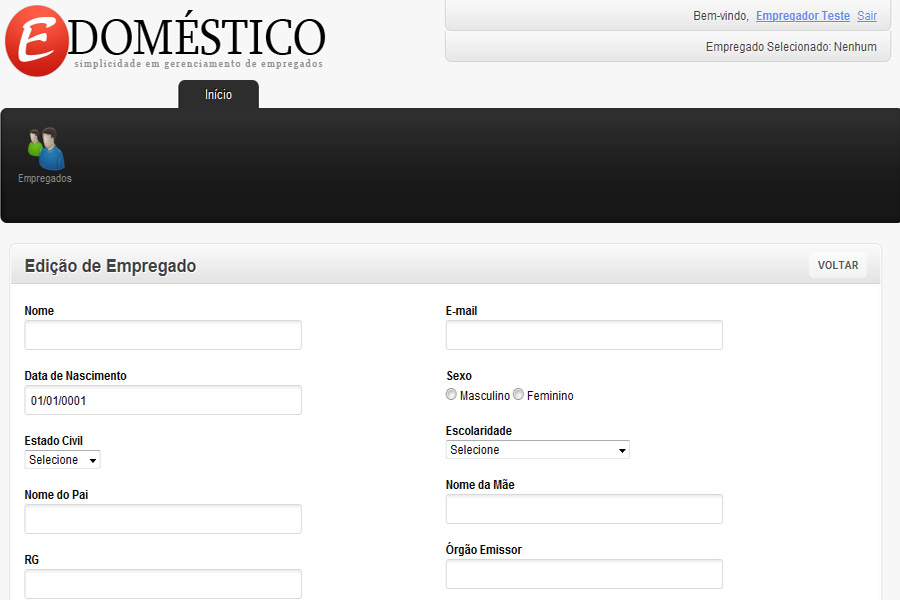 EDOMÉSTICO
simplicidade em gerenciamento de empregados
Bem-vindo, Empregador Teste Sair
Empregado Selecionado: Nenhum
Início
Empregados
Edição de Empregado
VOLTAR
Nome
E-mail
Data de Nascimento
Sexo
01/01/0001
Masculino Feminino
Estado Civil
Escolaridade
Selecione
Selecione
Nome do Pai
Nome da Mãe
RG
Órgão Emissor